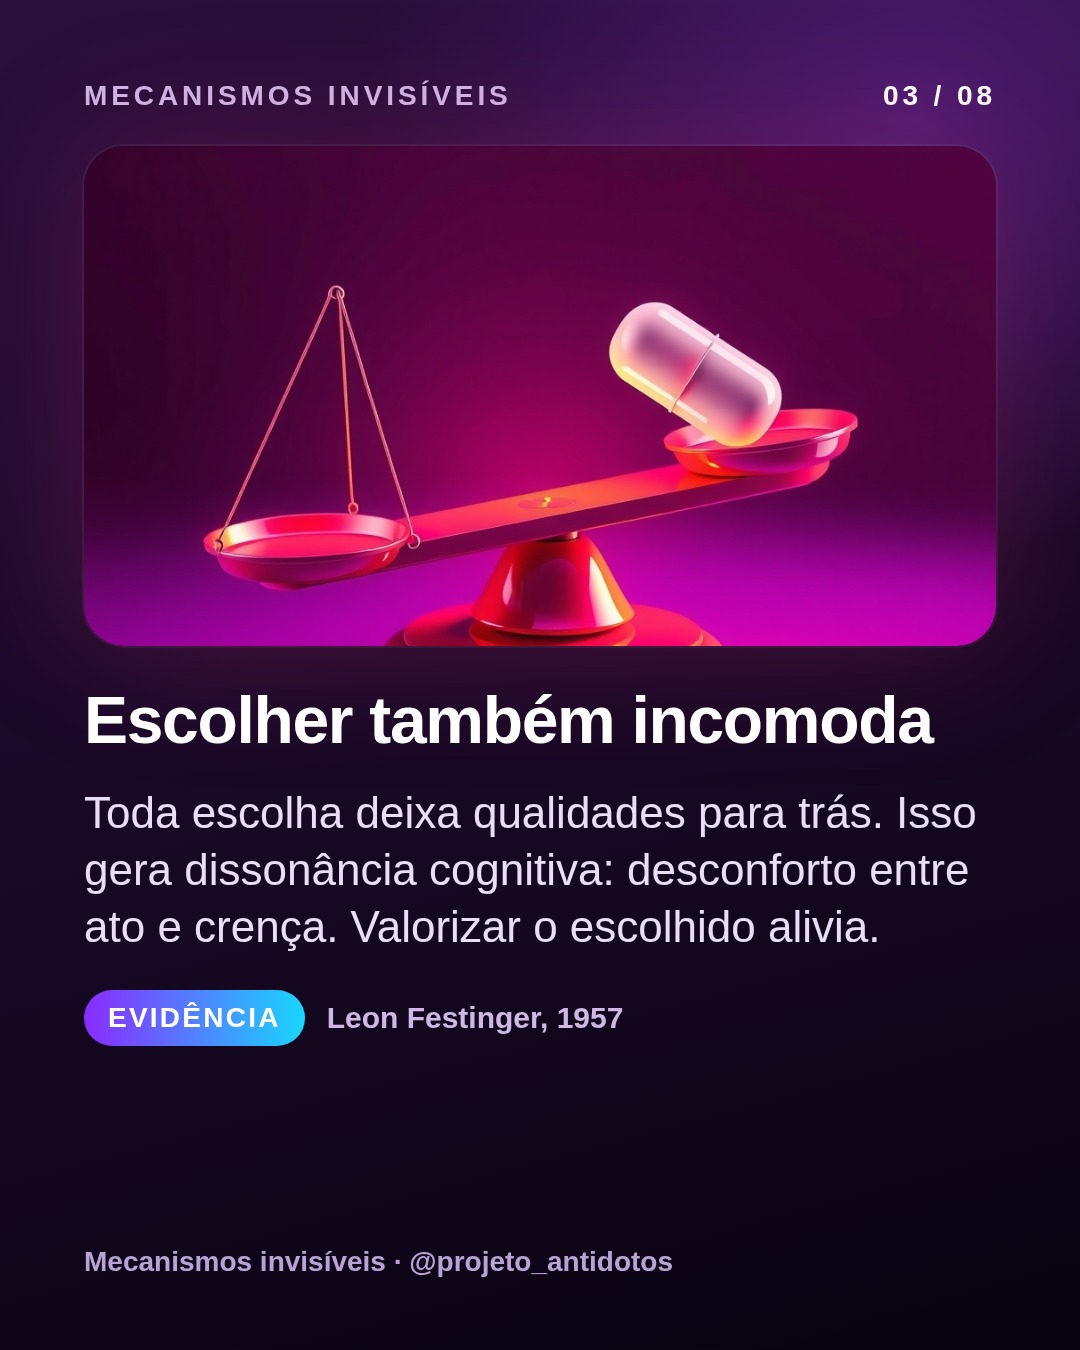 MECANISMOS INVISÍVEIS
03 / 08
Escolher também incomoda
Toda escolha deixa qualidades para trás. Isso
gera dissonância cognitiva: desconforto entre
ato e crença. Valorizar o escolhido alivia.
EVIDÊNCIA
Leon Festinger, 1957
Mecanismos invisíveis · @projeto_antidotos